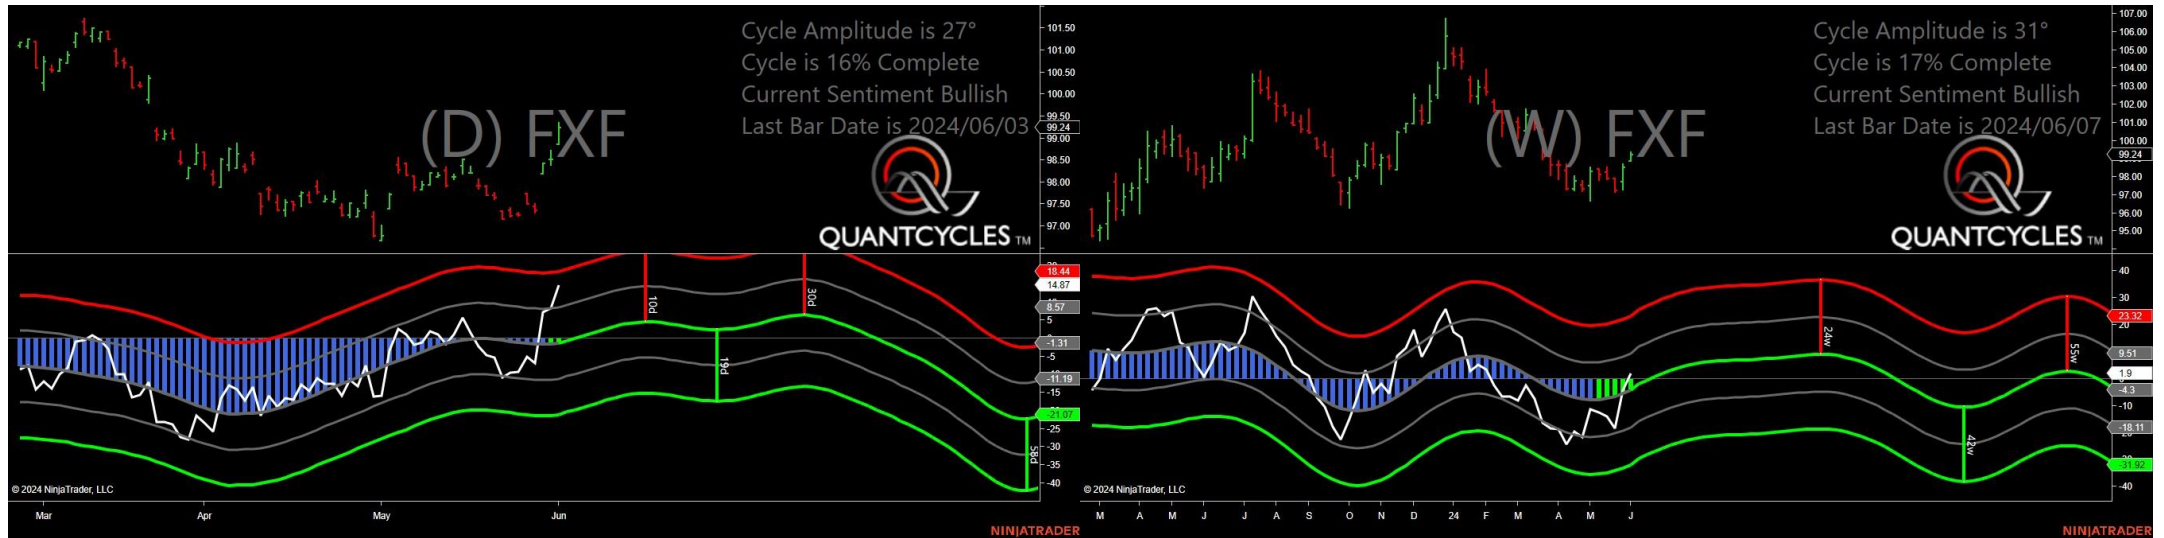 Cycle Amplitude is 27°
Cycle is 16% Complete
Current Sentiment Bullish
Last Bar Date is 2024/06/03
(D) FXF
QUANTCYCLES TM
101.50
101.00
100.50
100.00
99.50
99.24
99.00
98.50
98.00
97.50
97.00
18.44
14.87
8.57
5
-1.31
-5
-11.19
-15
-21.07
-25
-30
-35
-40
10d
19d
30d
58d
© 2024 NinjaTrader, LLC
Mar Apr May Jun
NINJATRADER
Cycle Amplitude is 31°
Cycle is 17% Complete
Current Sentiment Bullish
Last Bar Date is 2024/06/07
(W) FXF
QUANTCYCLES TM
107.00
106.00
105.00
104.00
103.00
102.00
101.00
100.00
99.24
98.00
97.00
96.00
95.00
40
30
23.32
20
9.51
1.9
-4.3
-10
-18.11
-31.92
-40
24w
42w
55w
© 2024 NinjaTrader, LLC
M A M J J A S O N D 24 F M A M J
NINJATRADER